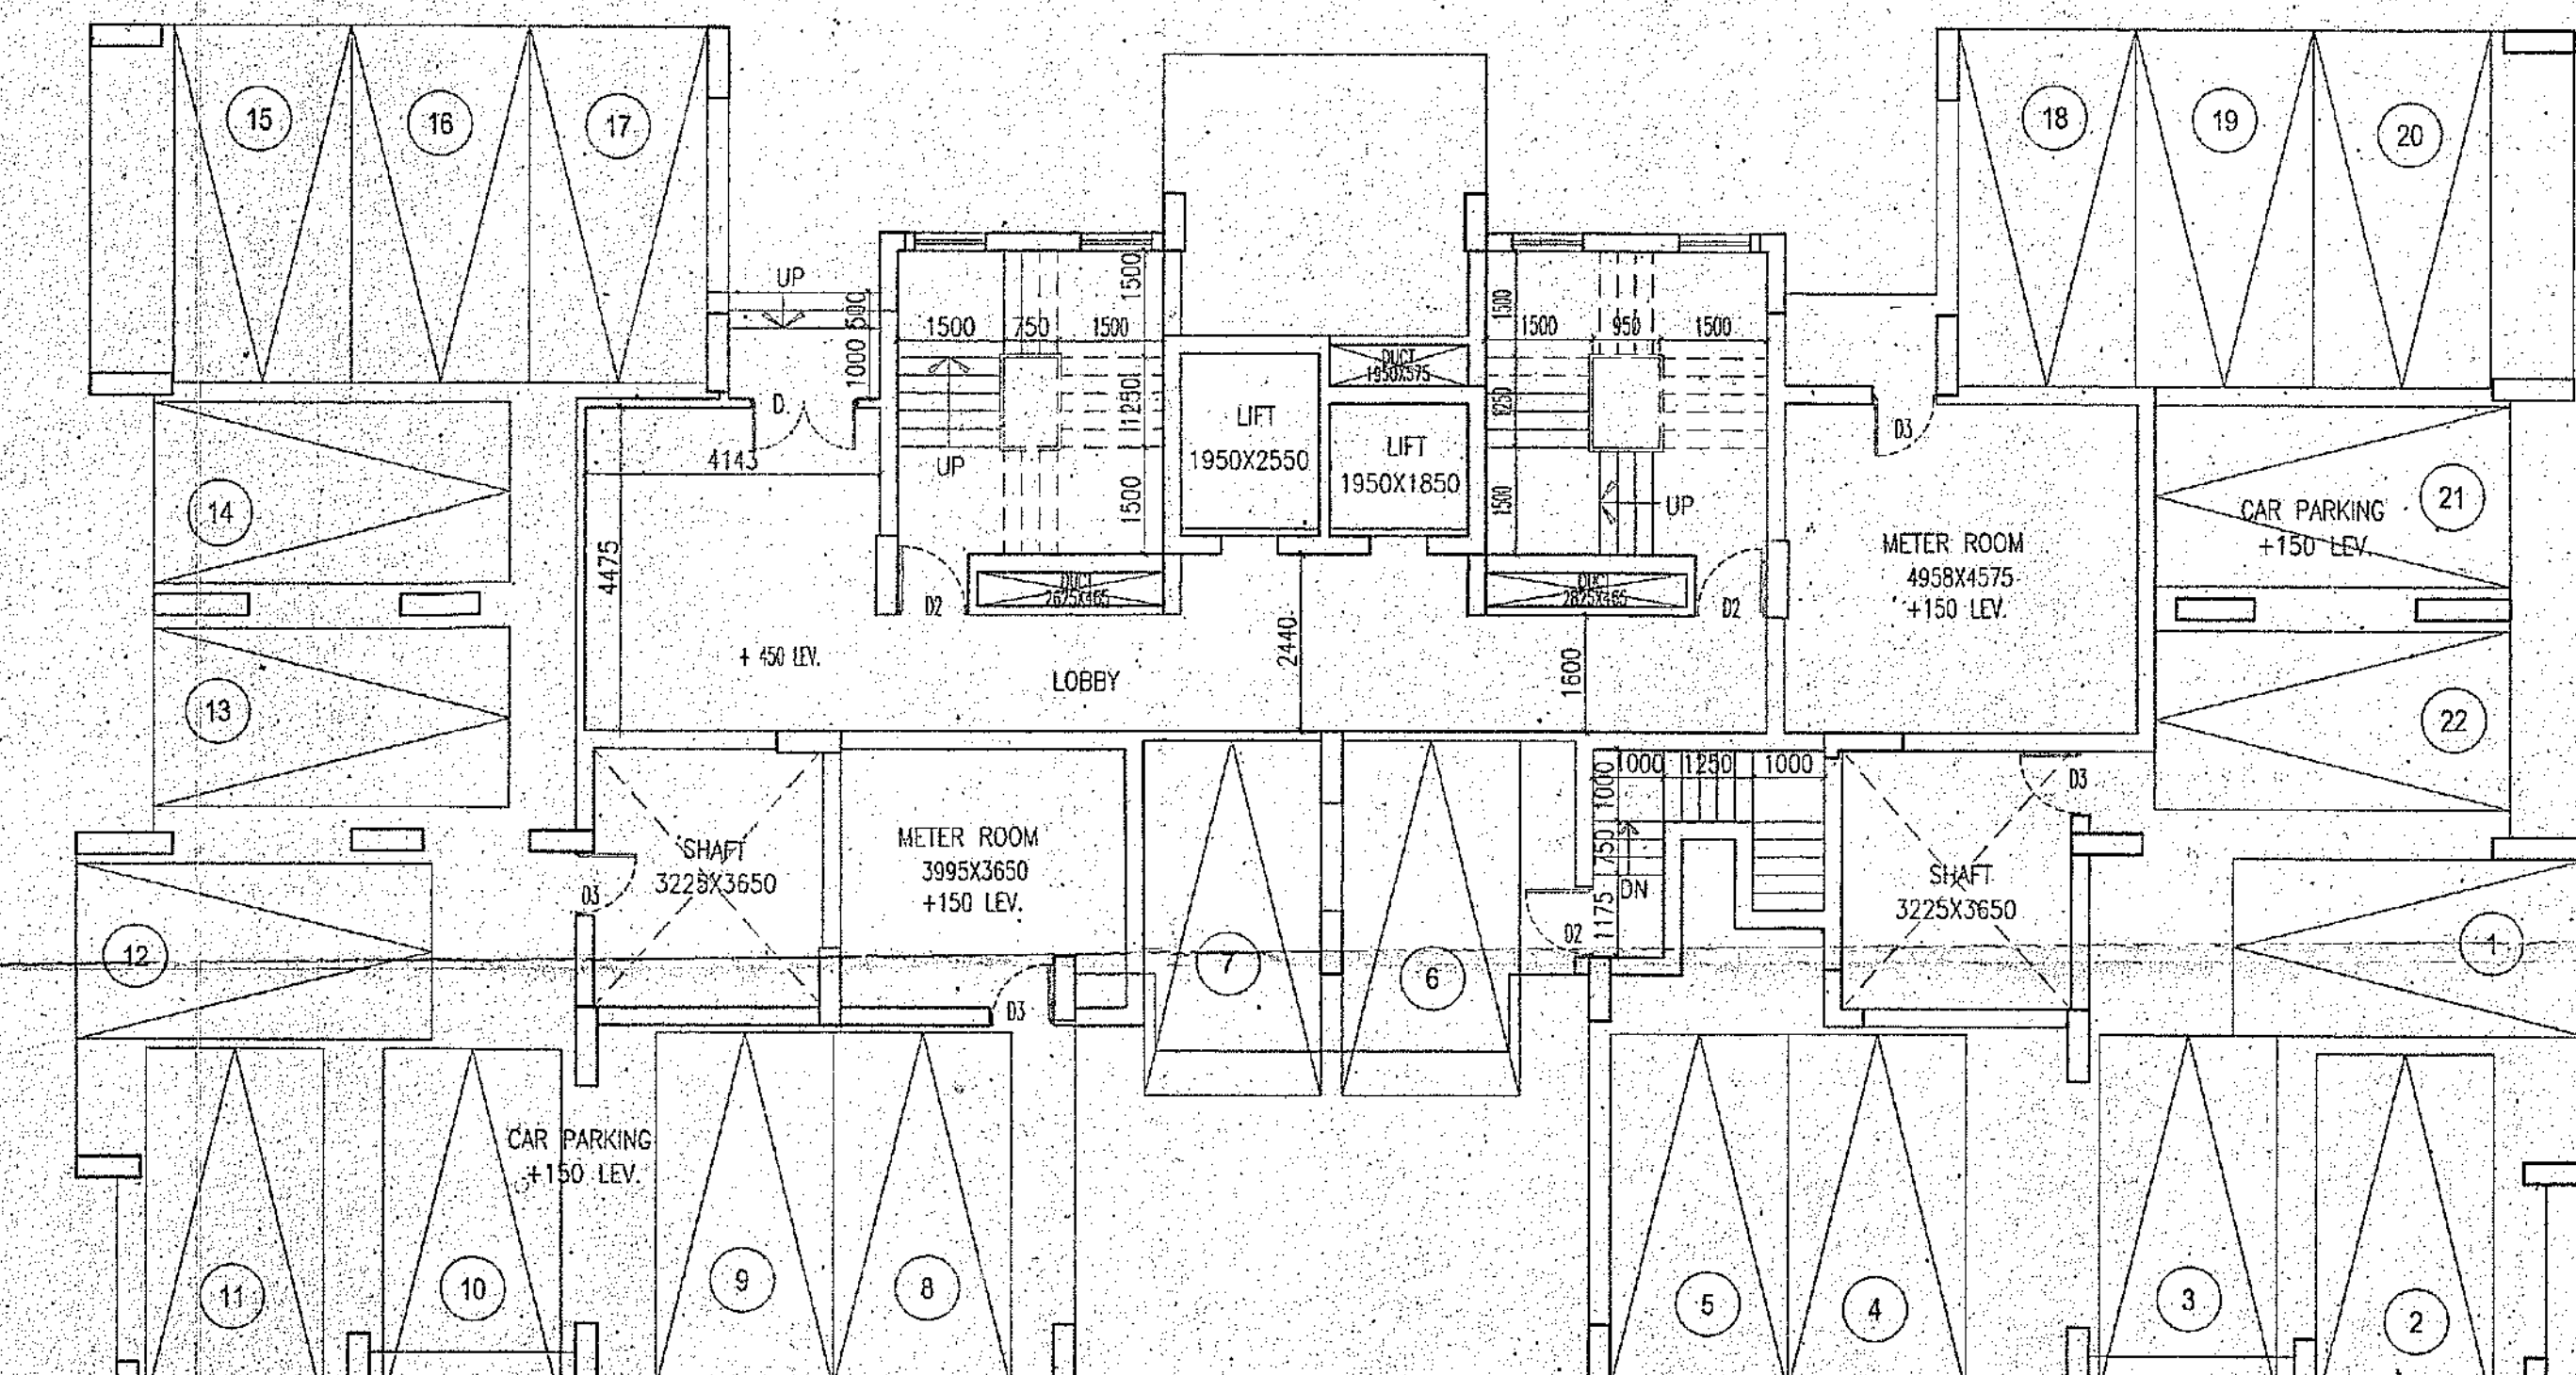 15
16
17
18
19
20
UP
1500
750
1500
1500
1250
1500
1000
500
D.
UP
4143
4475
LIFT
1950X2550
DUCT
1950X575
LIFT
1950X1850
1500
1250
1500
1500
950
1500
UP
D3
METER ROOM
4958X4575
+150 LEV.
21
CAR PARKING
+150 LEV.
22
14
13
D2
DUCT
2675X465
DUCT
2825X465
D2
+ 450 LEV.
LOBBY
2440
1600
SHAFT
3225X3650
D3
METER ROOM
3995X3650
+150 LEV.
D3
7
6
1000
1250
1000
1000
750
1175
DN
D2
SHAFT
3225X3650
D3
12
1
CAR PARKING
+150 LEV.
11
10
9
8
5
4
3
2